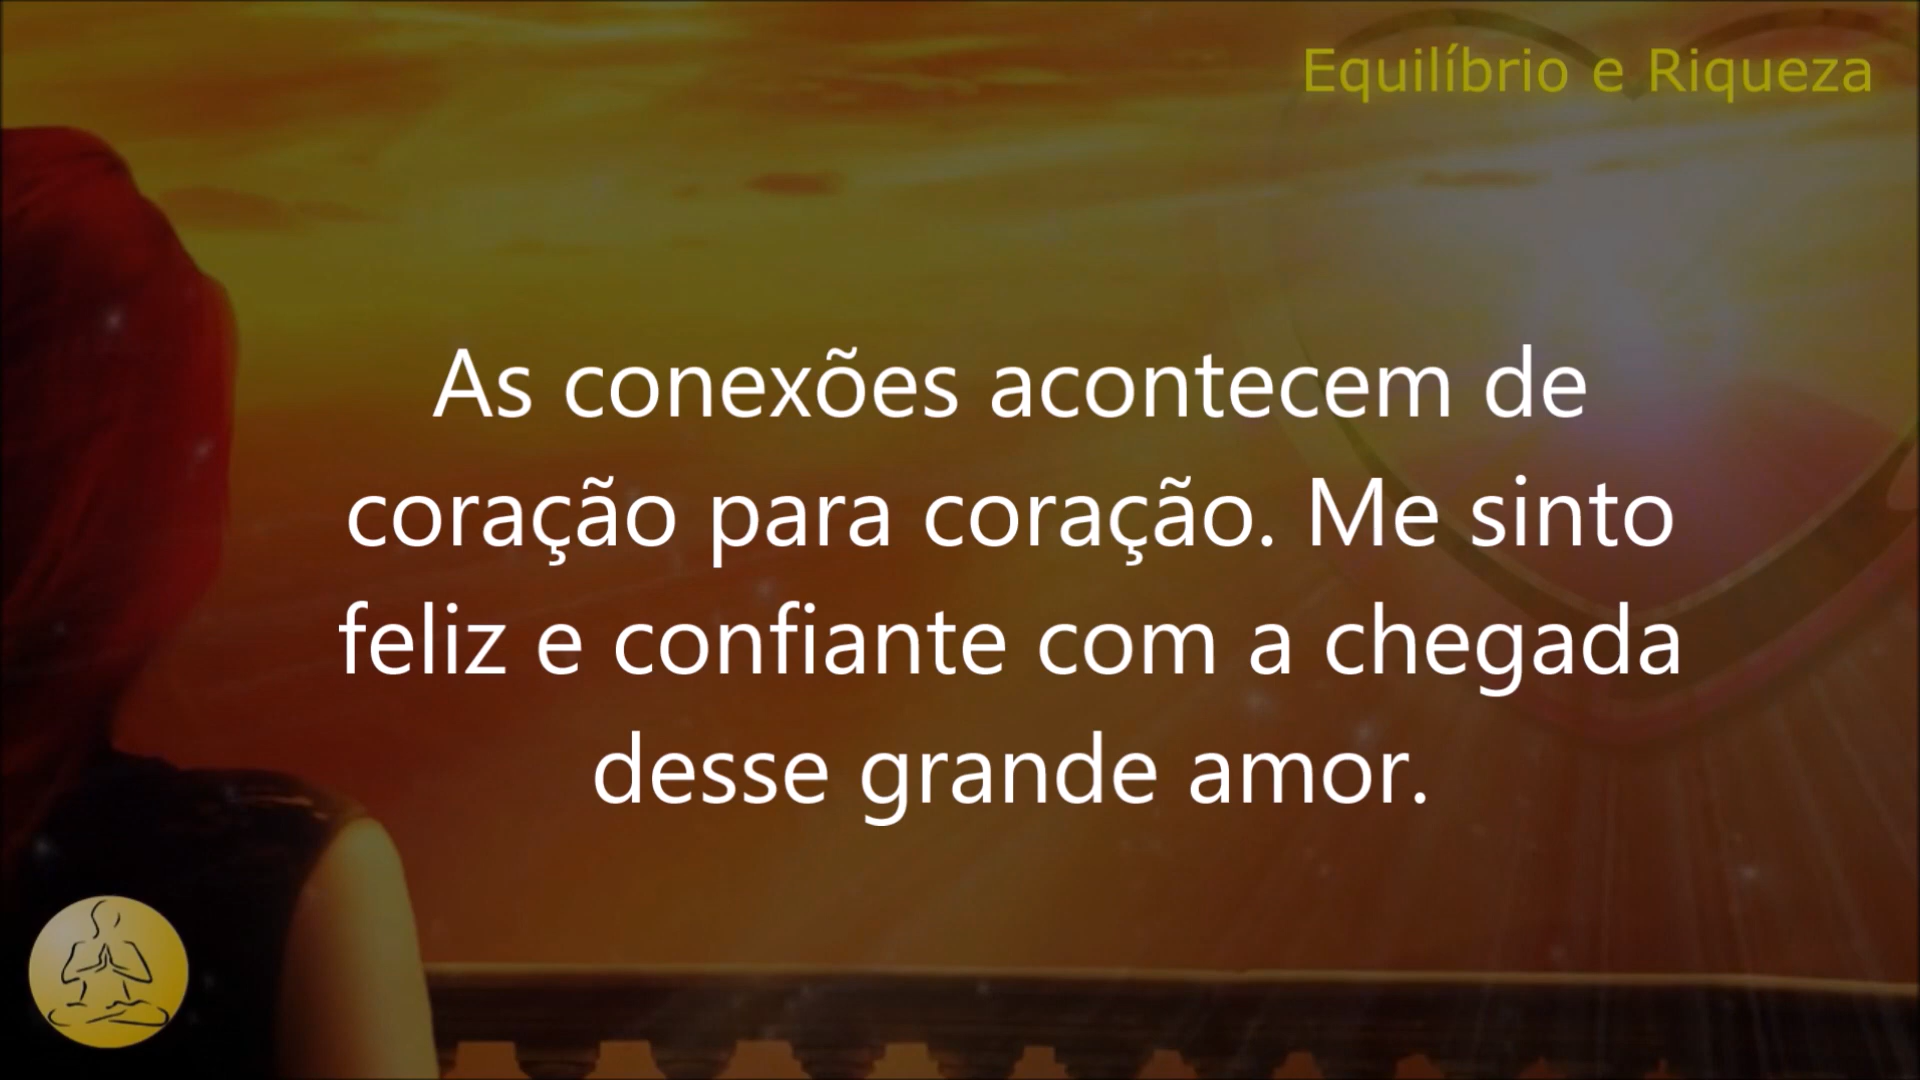 Equilíbrio e Riqueza
As conexões acontecem de
coração para coração. Me sinto
feliz e confiante com a chegada
desse grande amor.